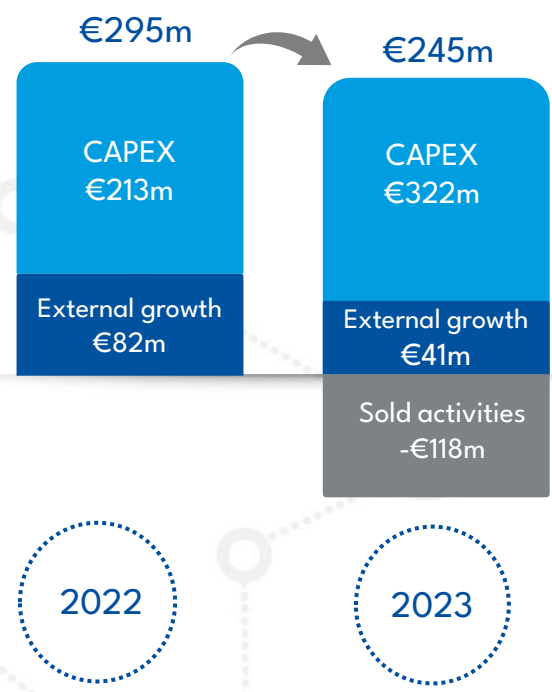 €295m
CAPEX
€213m
External growth
€82m
2022
€245m
CAPEX
€322m
External growth
€41m
Sold activities
-€118m
2023